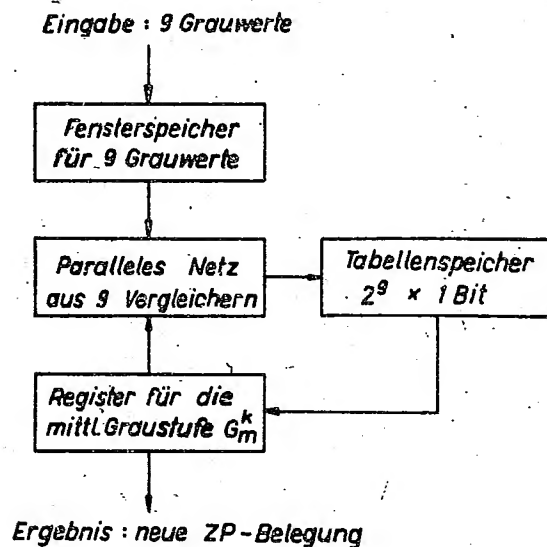 Eingabe : 9 Grauwerte
Fensterspeicher
für 9 Grauwerte
Paralleles Netz
aus 9 Vergleichern
Tabellenspeicher
2⁹ × 1 Bit
Register für die
mittl. Graustufe Gₘᵏ
Ergebnis : neue ZP-Belegung